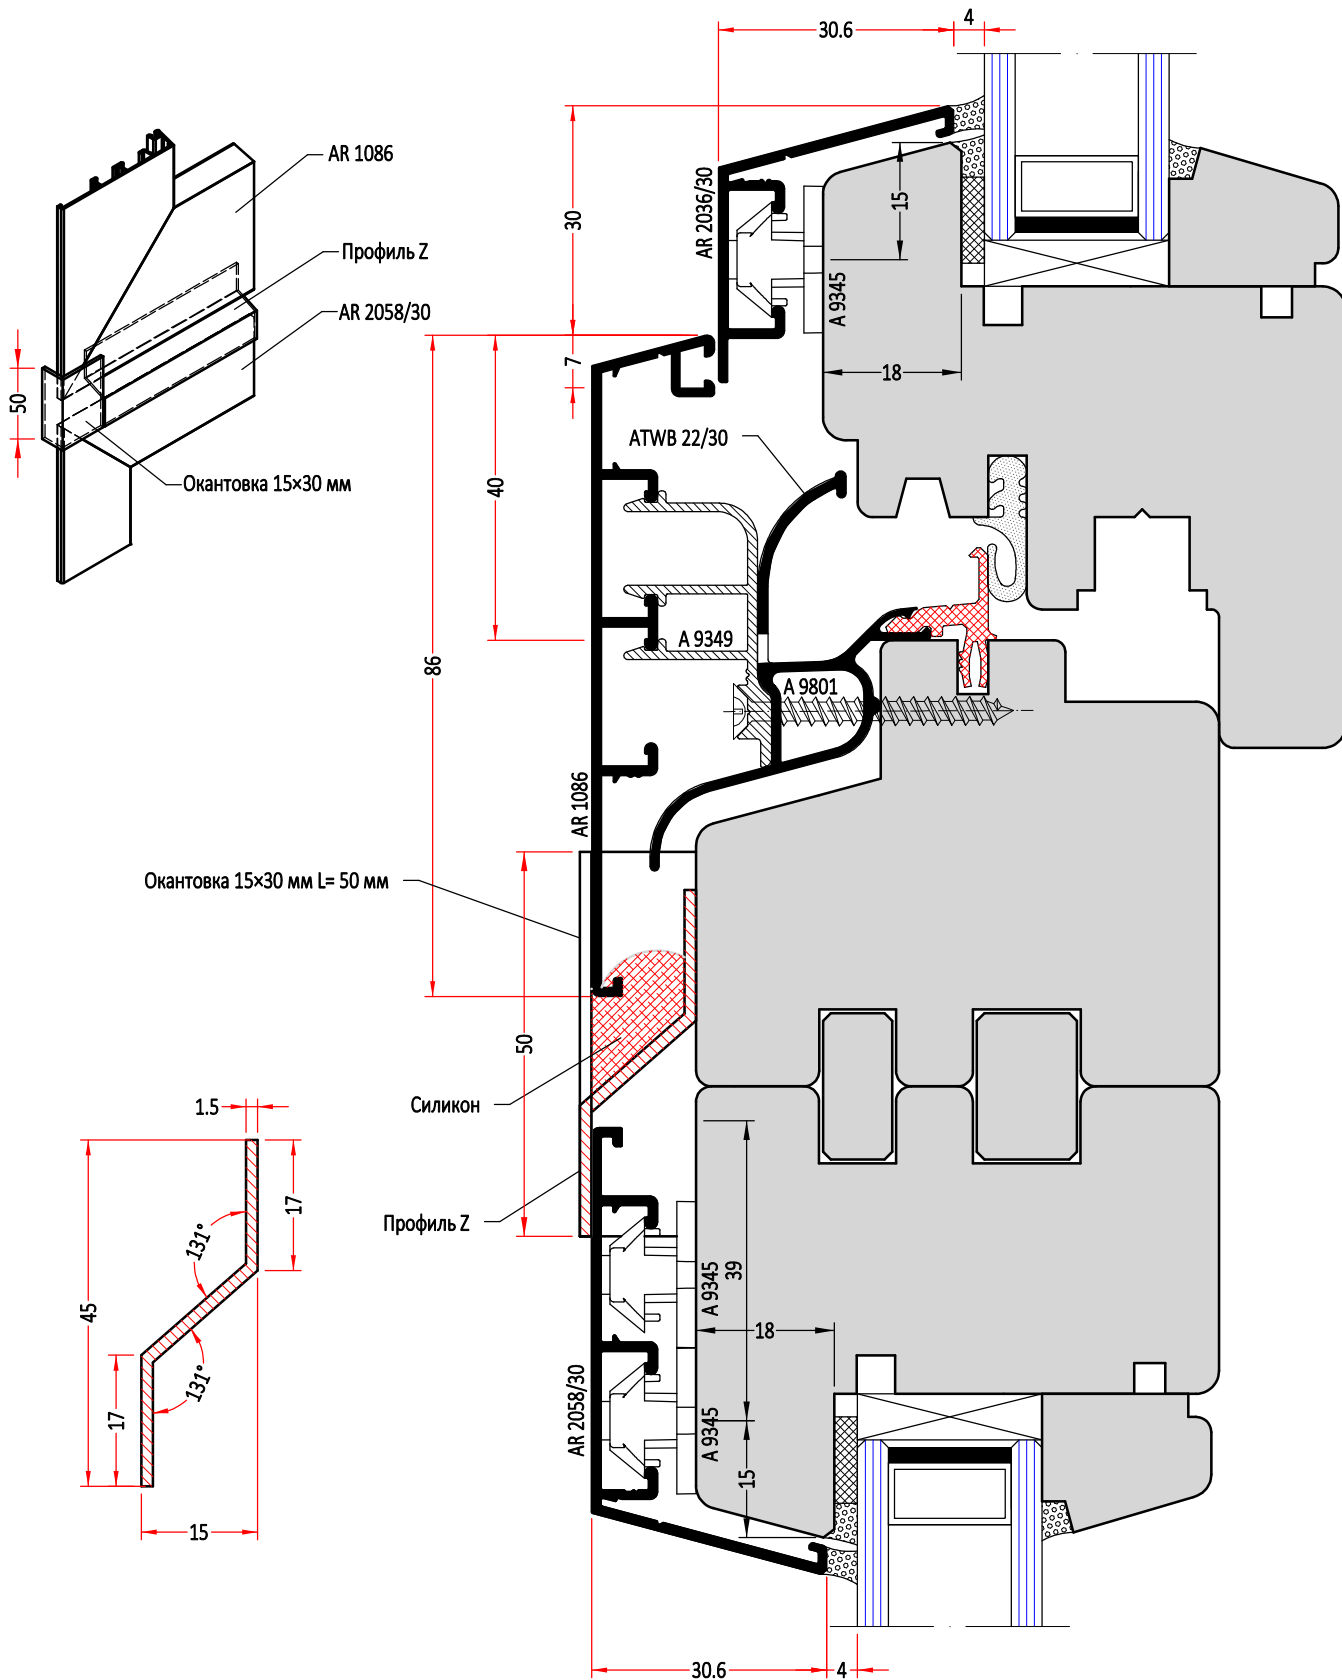 30.6
4
AR 1086
Профиль Z
AR 2058/30
50
Окантовка 15×30 мм
30
7
AR 2036/30
A 9345
15
18
40
86
ATWB 22/30
A 9349
A 9801
AR 1086
Окантовка 15×30 мм L= 50 мм
50
Силикон
Профиль Z
1.5
45
17
131°
131°
17
15
A 9345
39
18
AR 2058/30
A 9345
15
30.6
4